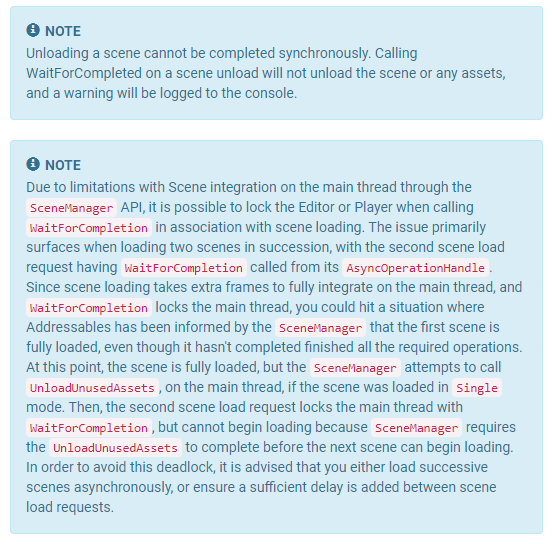 NOTE
Unloading a scene cannot be completed synchronously. Calling
WaitForCompleted on a scene unload will not unload the scene or any assets,
and a warning will be logged to the console.
NOTE
Due to limitations with Scene integration on the main thread through the
SceneManager API, it is possible to lock the Editor or Player when calling
WaitForCompletion in association with scene loading. The issue primarily
surfaces when loading two scenes in succession, with the second scene load
request having WaitForCompletion called from its AsyncOperationHandle.
Since scene loading takes extra frames to fully integrate on the main thread, and
WaitForCompletion locks the main thread, you could hit a situation where
Addressables has been informed by the SceneManager that the first scene is
fully loaded, even though it hasn't completed finished all the required operations.
At this point, the scene is fully loaded, but the SceneManager attempts to call
UnloadUnusedAssets, on the main thread, if the scene was loaded in Single
mode. Then, the second scene load request locks the main thread with
WaitForCompletion, but cannot begin loading because SceneManager requires
the UnloadUnusedAssets to complete before the next scene can begin loading.
In order to avoid this deadlock, it is advised that you either load successive
scenes asynchronously, or ensure a sufficient delay is added between scene
load requests.